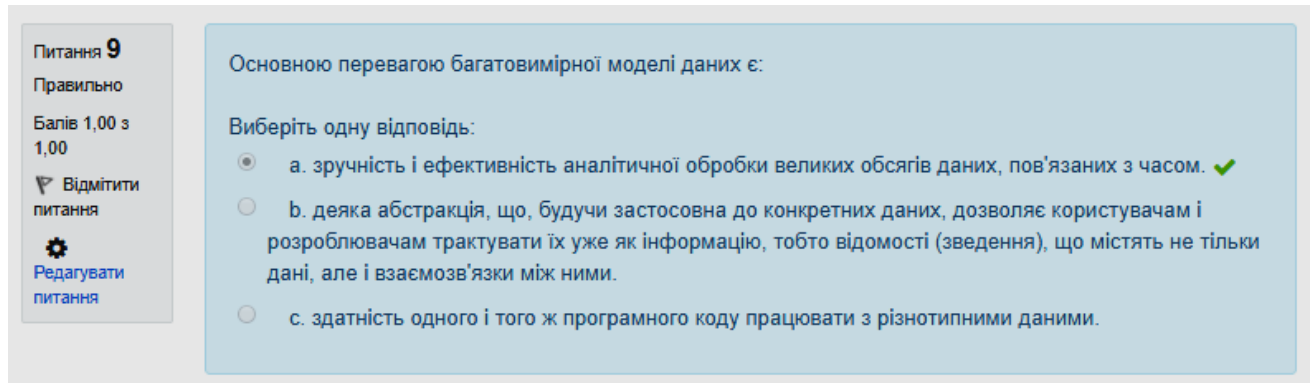 Питання 9
Правильно
Балів 1,00 з
1,00
Відмітити
питання
Редагувати
питання
Основною перевагою багатовимірної моделі даних є:
Виберіть одну відповідь:
a. зручність і ефективність аналітичної обробки великих обсягів даних, пов'язаних з часом.
b. деяка абстракція, що, будучи застосовна до конкретних даних, дозволяє користувачам і
розроблювачам трактувати їх уже як інформацію, тобто відомості (зведення), що містять не тільки
дані, але і взаємозв'язки між ними.
c. здатність одного і того ж програмного коду працювати з різнотипними даними.